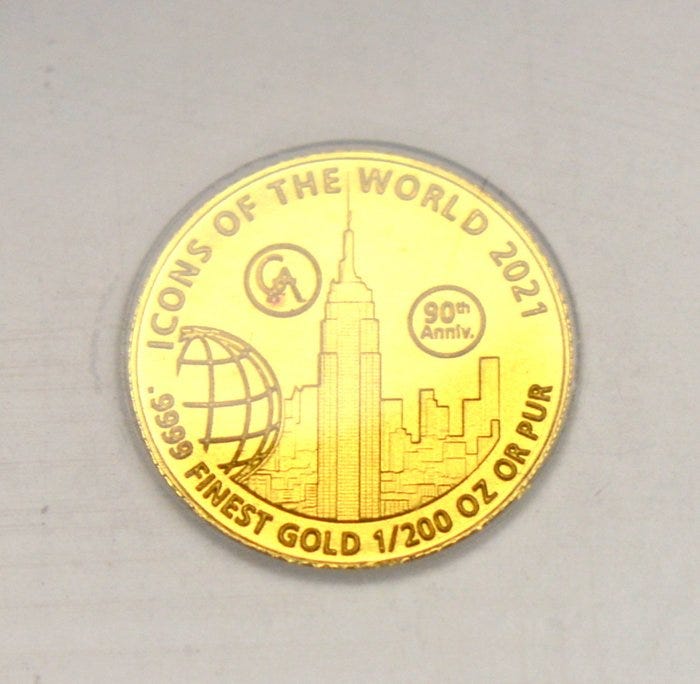 ICONS OF THE WORLD 2021
CA
90th
Anniv.
.9999 FINEST GOLD 1/200 OZ OR PUR